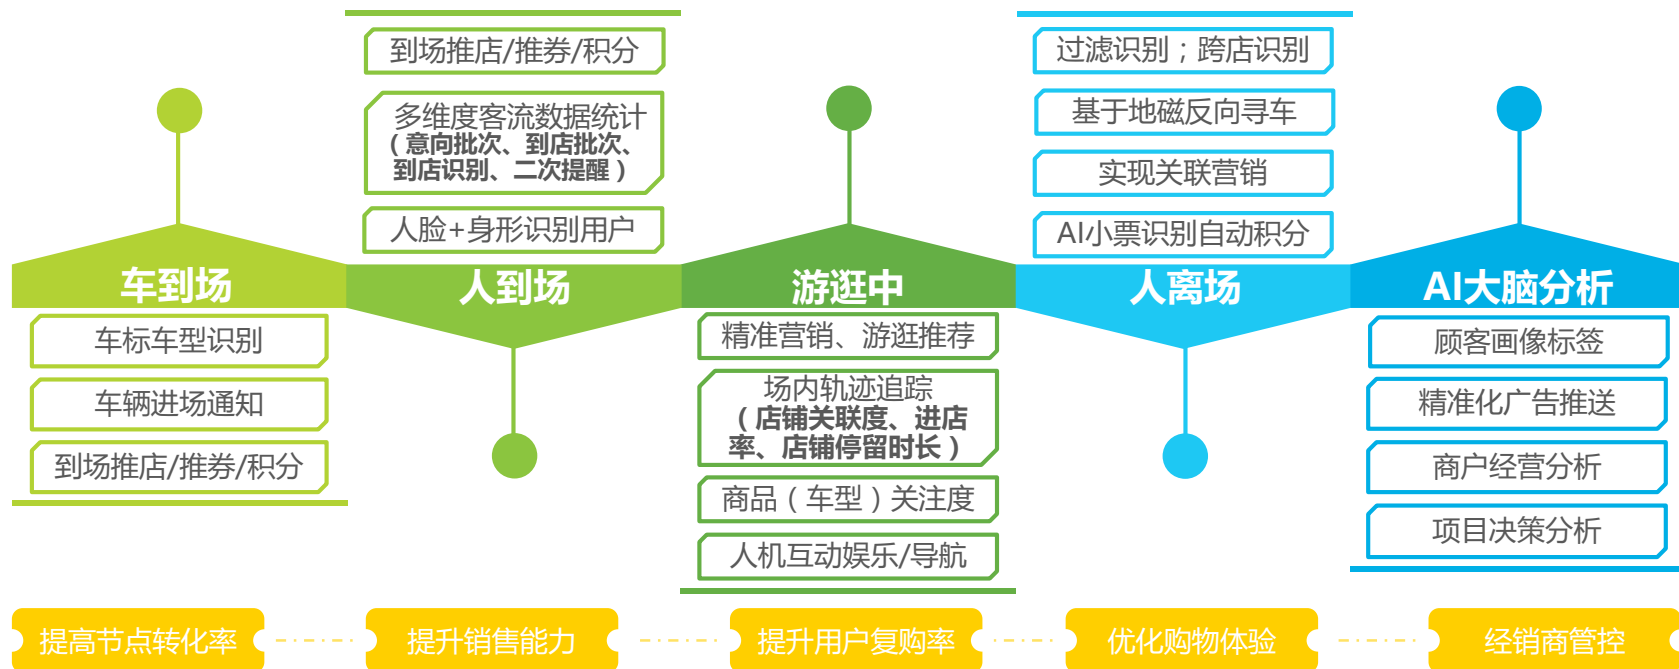 到场推店/推券/积分
多维度客流数据统计
（意向批次、到店批次、
到店识别、二次提醒）
人脸+身形识别用户
过滤识别；跨店识别
基于地磁反向寻车
实现关联营销
AI小票识别自动积分
车到场
人到场
游逛中
人离场
AI大脑分析
车标车型识别
车辆进场通知
到场推店/推券/积分
精准营销、游逛推荐
场内轨迹追踪
（店铺关联度、进店
率、店铺停留时长）
商品（车型）关注度
人机互动娱乐/导航
顾客画像标签
精准化广告推送
商户经营分析
项目决策分析
提高节点转化率
提升销售能力
提升用户复购率
优化购物体验
经销商管控